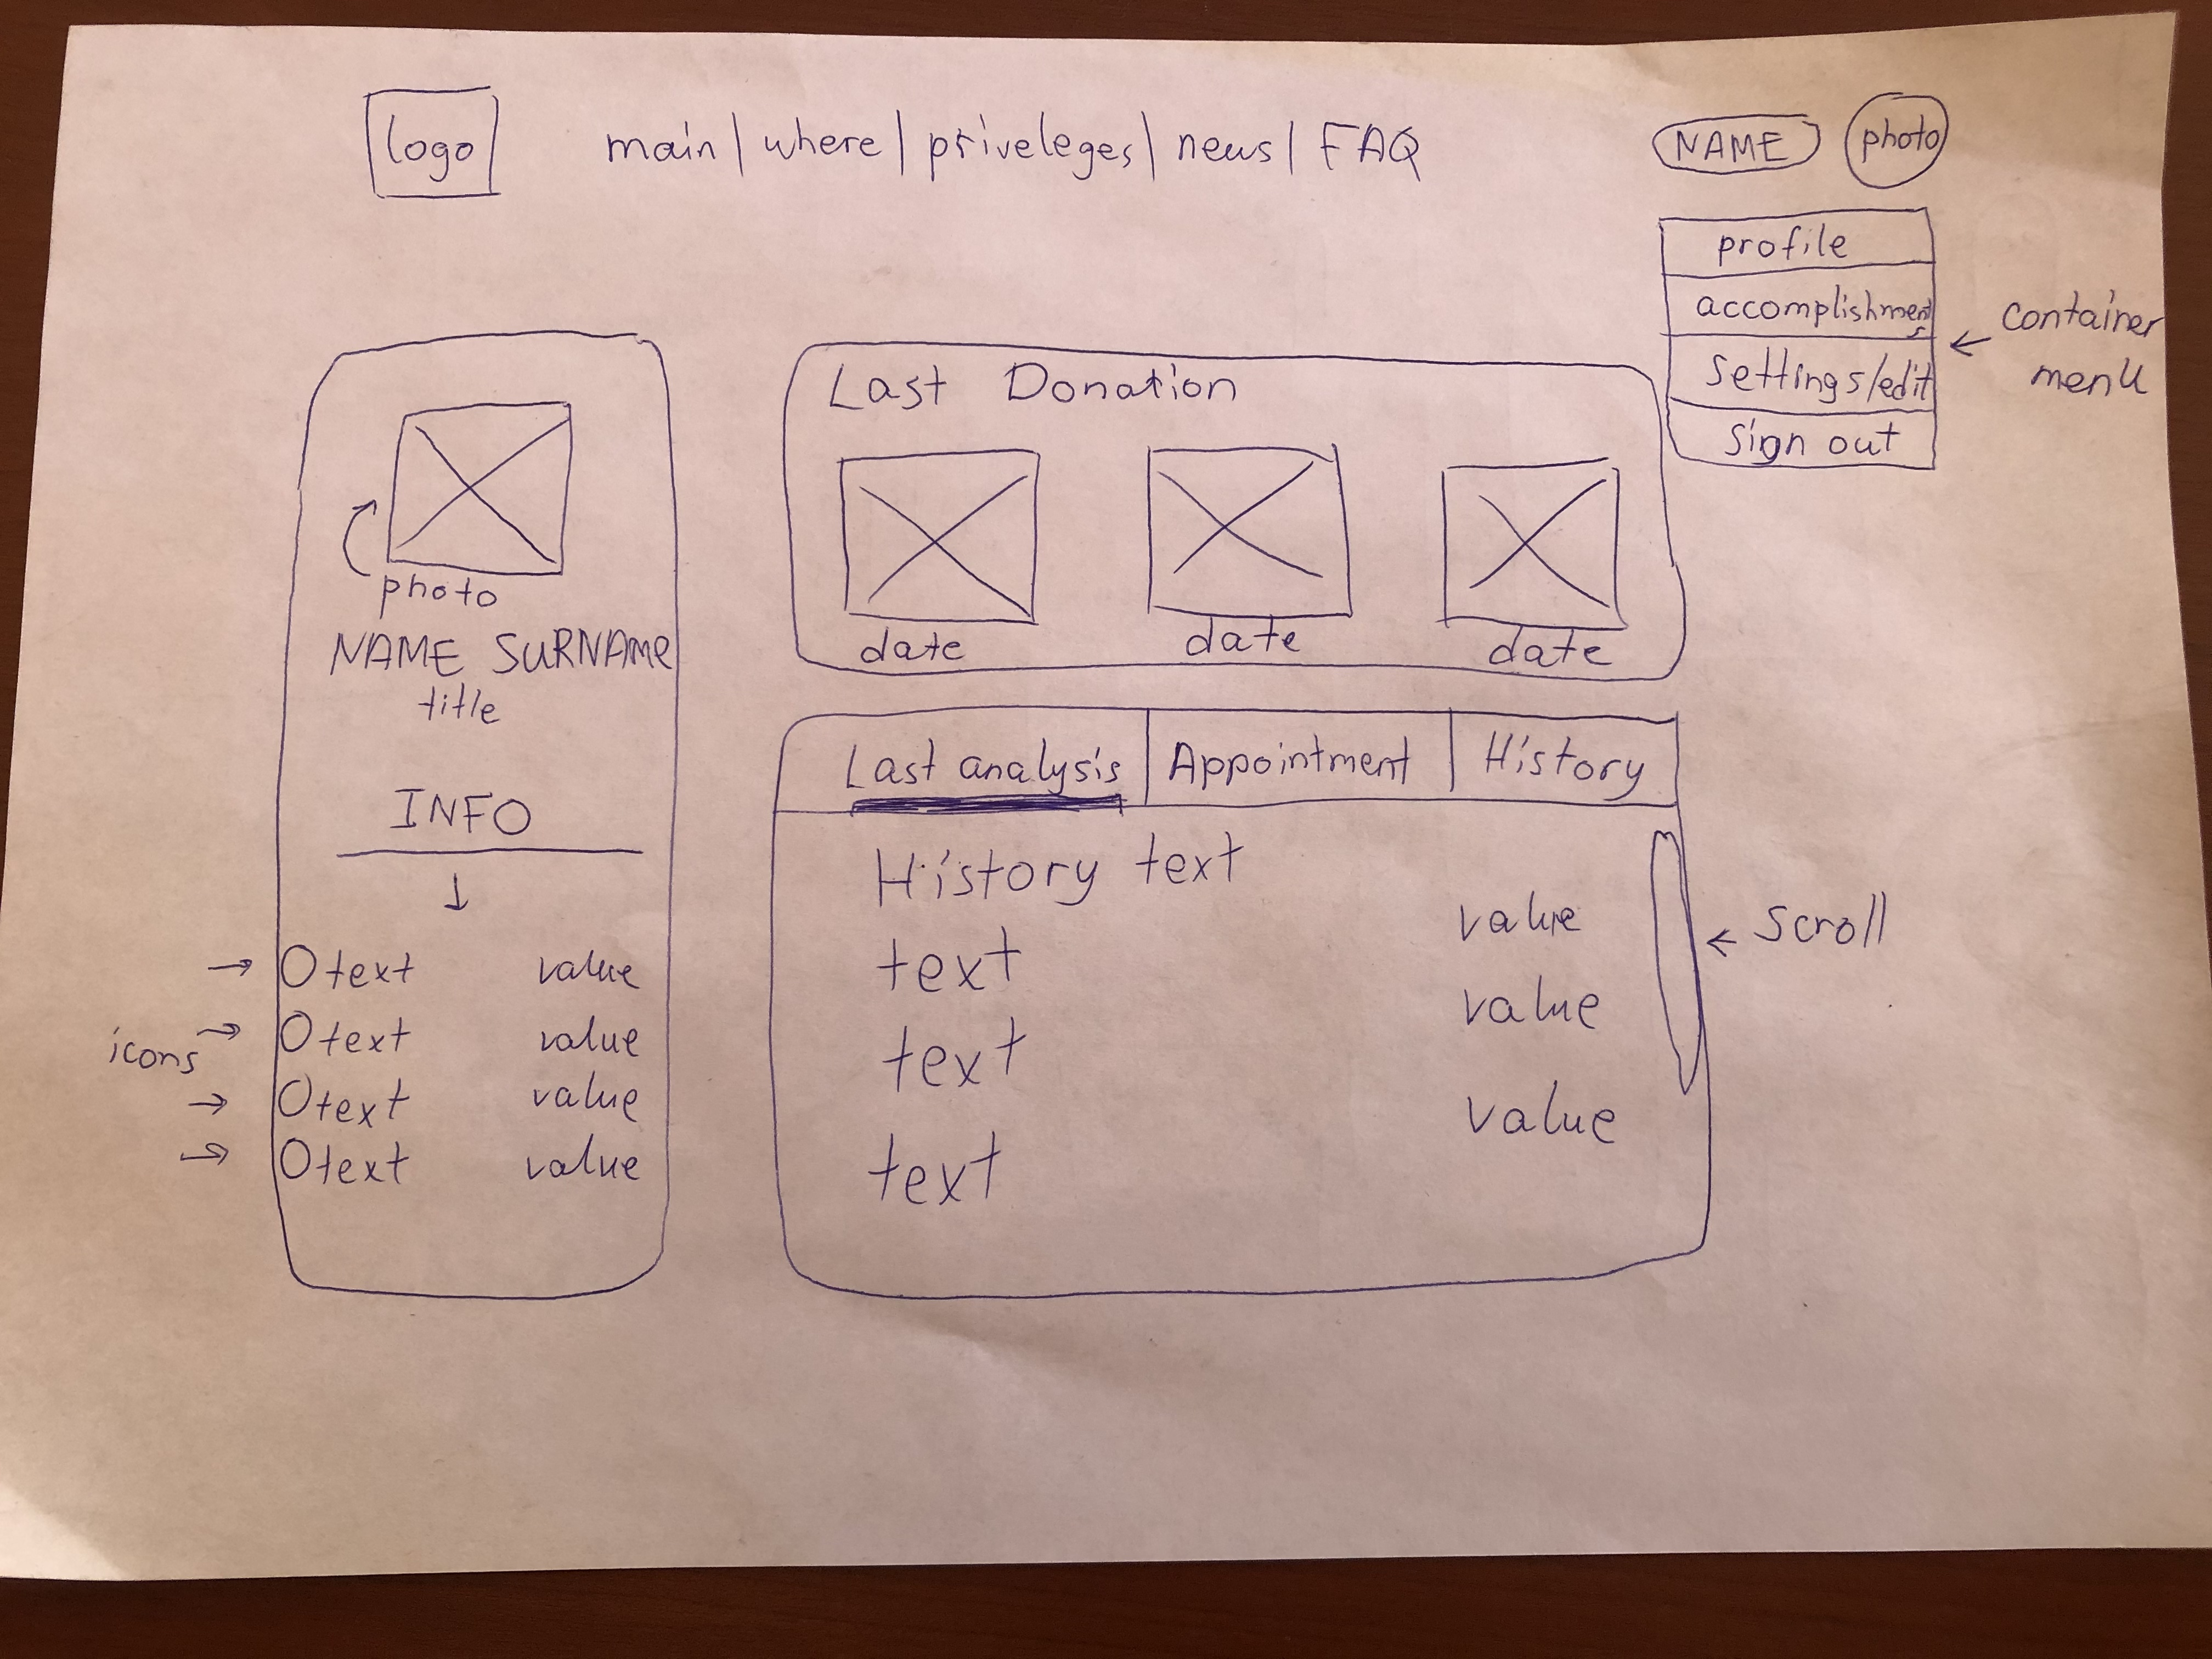 logo
main | where | priveleges | news | FAQ
NAME
photo
profile
accomplishments
settings/edit
sign out
container
menu
photo
NAME SURNAME
title
INFO
icons
text value
text value
text value
text value
Last Donation
date date date
Last analysis Appointment History
History text
value
text
value
text
value
text
scroll